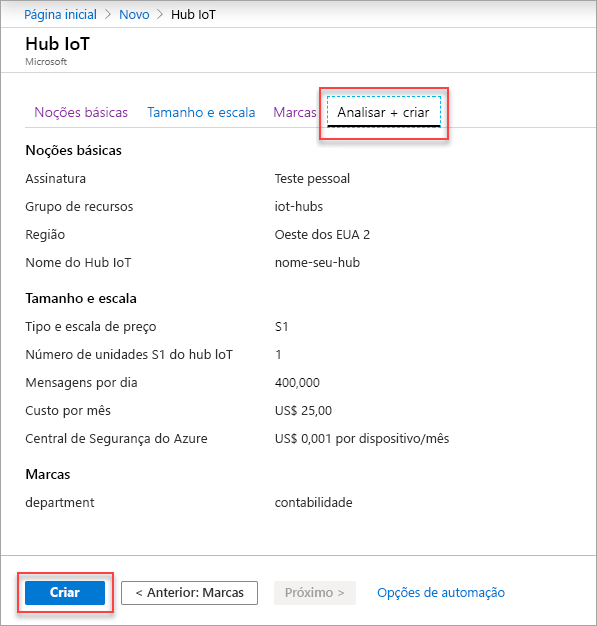 Página inicial > Novo > Hub IoT
Hub IoT
Microsoft
Noções básicas Tamanho e escala Marcas Analisar + criar
Noções básicas
Assinatura Teste pessoal
Grupo de recursos iot-hubs
Região Oeste dos EUA 2
Nome do Hub IoT nome-seu-hub
Tamanho e escala
Tipo e escala de preço S1
Número de unidades S1 do hub IoT 1
Mensagens por dia 400,000
Custo por mês US$ 25,00
Central de Segurança do Azure US$ 0,001 por dispositivo/mês
Marcas
department contabilidade
Criar < Anterior: Marcas Próximo > Opções de automação